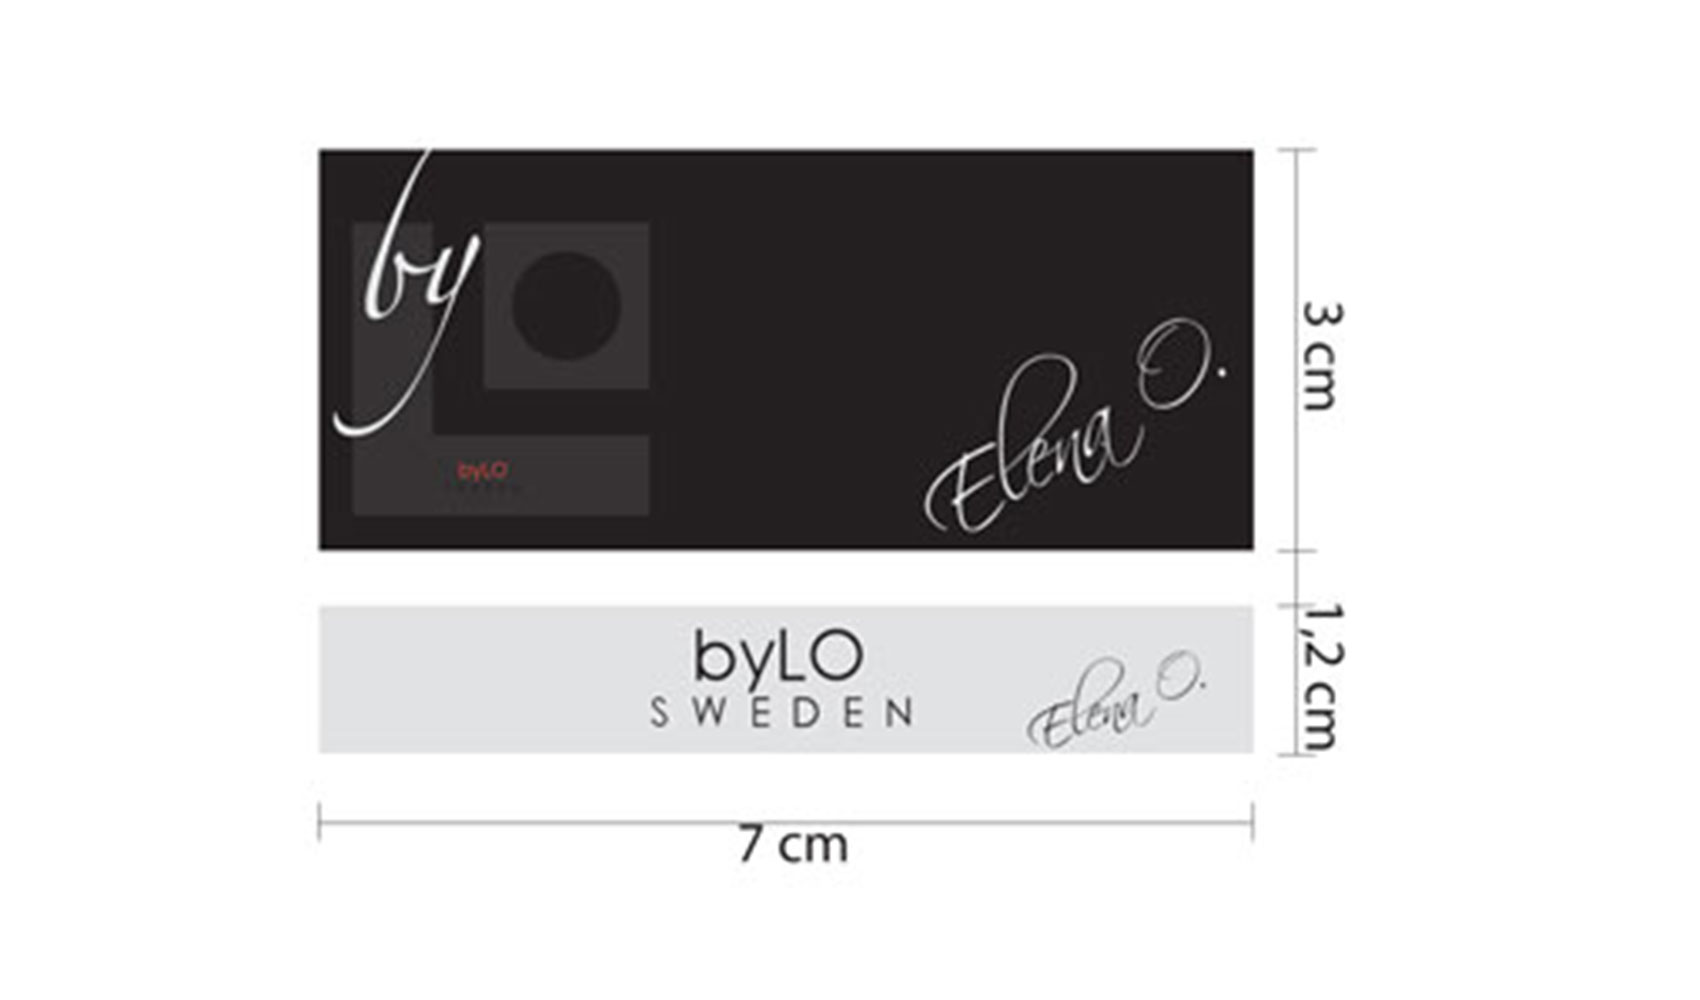 by
byLO
Elena O.
3 cm
byLO
SWEDEN
Elena O.
1,2 cm
7 cm